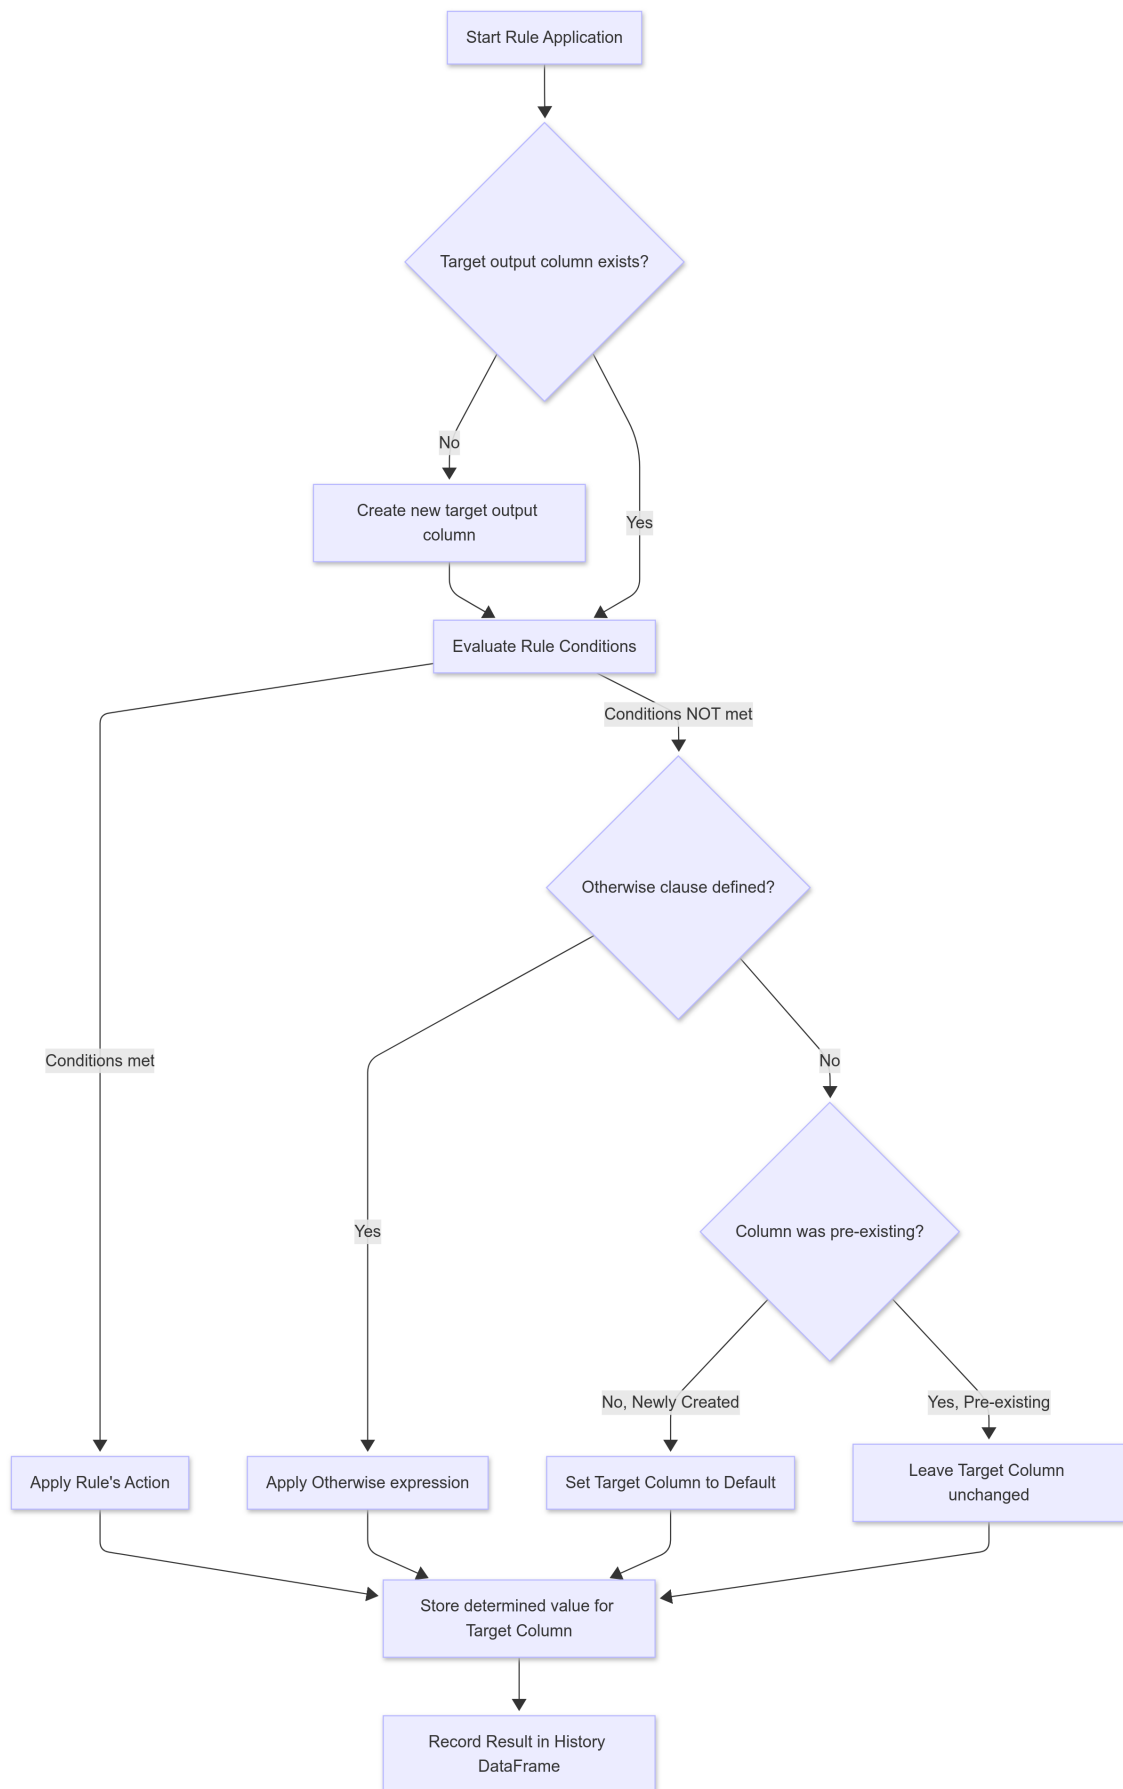 Start Rule Application
Target output column exists?
No
Yes
Create new target output
column
Evaluate Rule Conditions
Conditions NOT met
Otherwise clause defined?
Conditions met
No
Yes
Column was pre-existing?
No, Newly Created
Yes, Pre-existing
Apply Rule's Action
Apply Otherwise expression
Set Target Column to Default
Leave Target Column
unchanged
Store determined value for
Target Column
Record Result in History
DataFrame